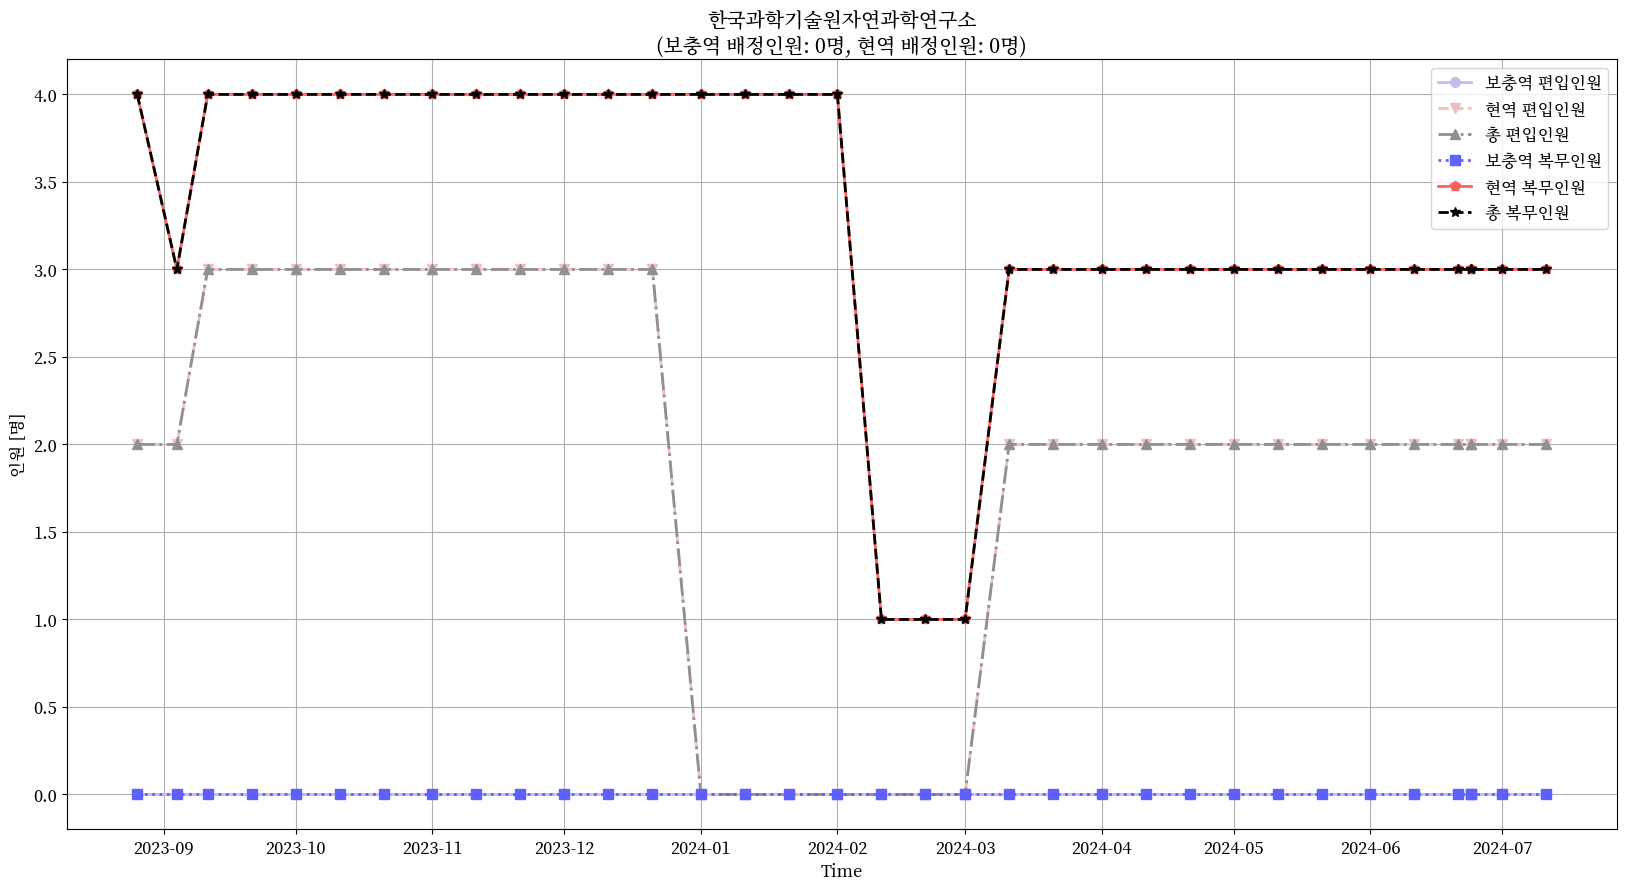 한국과학기술원자연과학연구소
(보충역 배정인원: 0명, 현역 배정인원: 0명)
보충역 편입인원
현역 편입인원
총 편입인원
보충역 복무인원
현역 복무인원
총 복무인원
4.0
3.5
3.0
2.5
2.0
1.5
1.0
0.5
0.0
인원 [명]
2023-09
2023-10
2023-11
2023-12
2024-01
2024-02
2024-03
2024-04
2024-05
2024-06
2024-07
Time